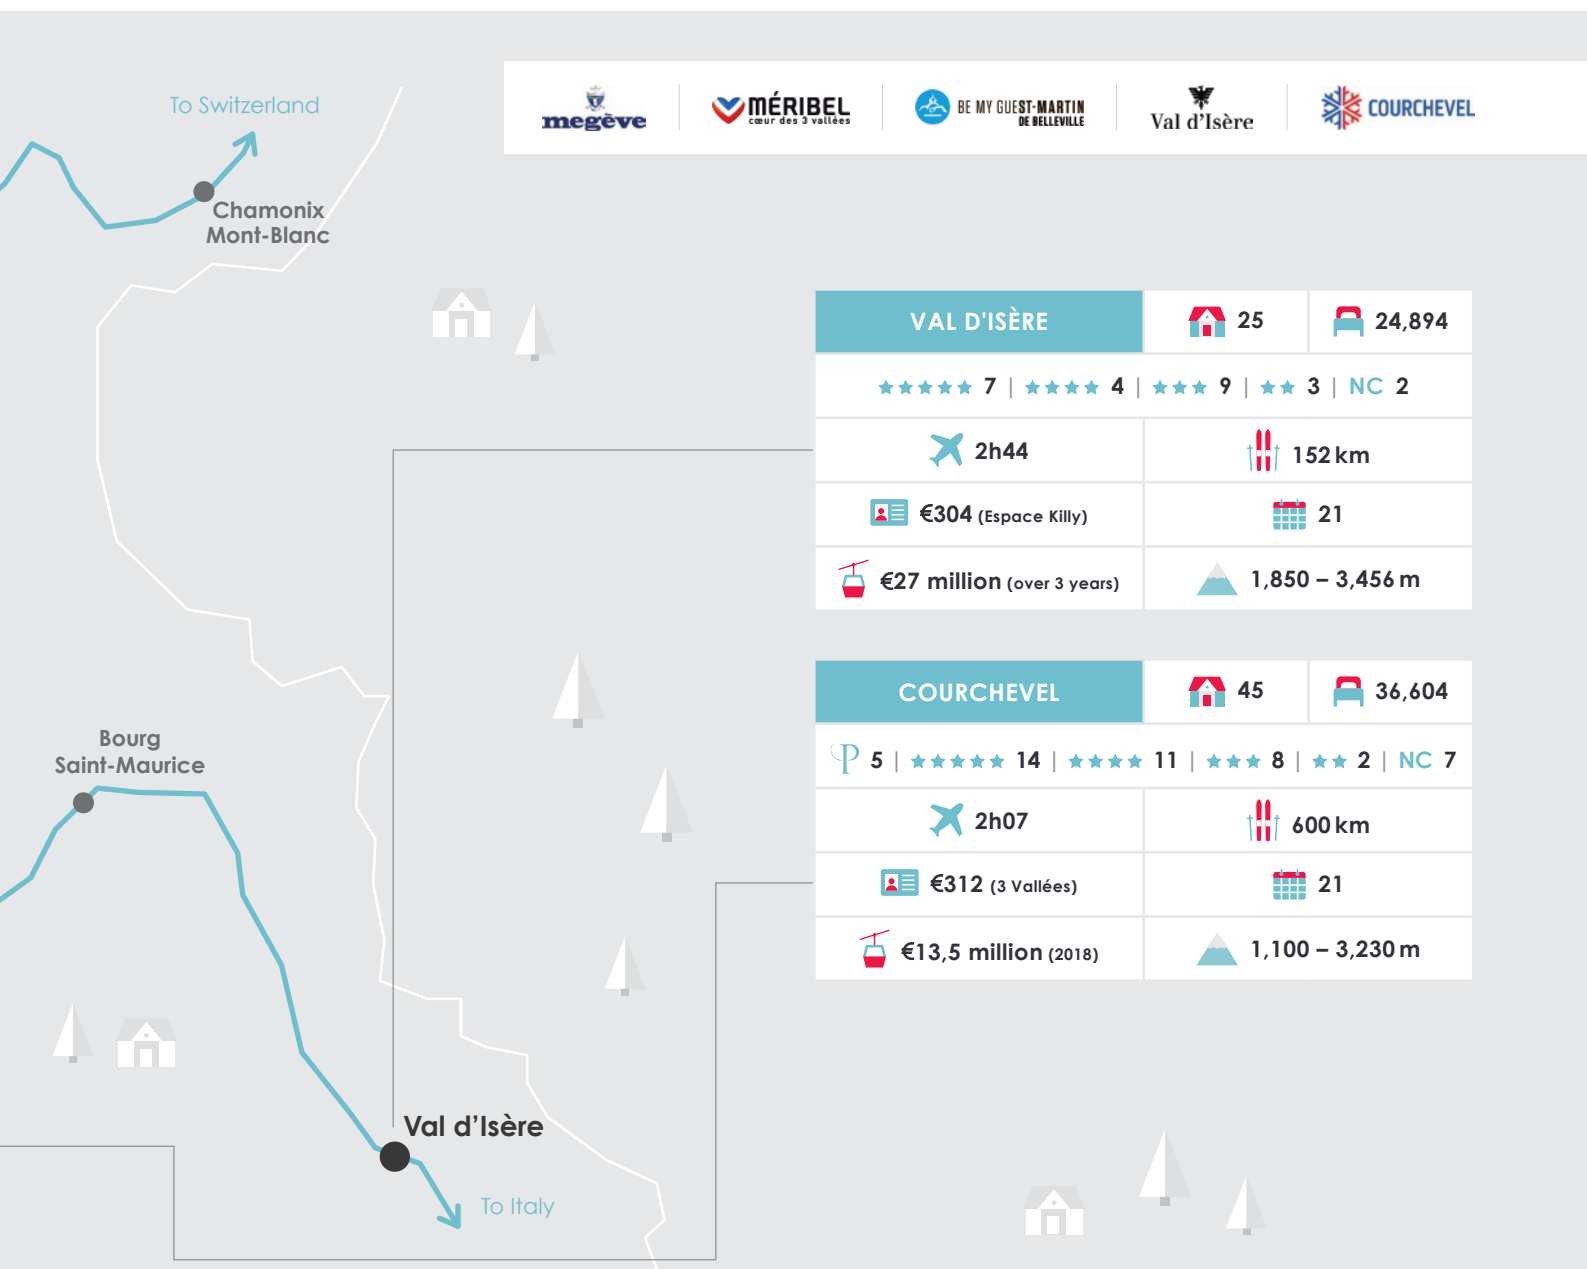 To Switzerland
megève
MÉRIBEL
cœur des 3 vallées
BE MY GUEST-MARTIN
DE BELLEVILLE
Val d'Isère
COURCHEVEL
Chamonix
Mont-Blanc
VAL D'ISÈRE 25 24,894
★★★★★ 7 | ★★★★ 4 | ★★★ 9 | ★★ 3 | NC 2
2h44 152 km
€304 (Espace Killy) 21
€27 million (over 3 years) 1,850 – 3,456 m
COURCHEVEL 45 36,604
P 5 | ★★★★★ 14 | ★★★★ 11 | ★★★ 8 | ★★ 2 | NC 7
2h07 600 km
€312 (3 Vallées) 21
€13,5 million (2018) 1,100 – 3,230 m
Bourg
Saint-Maurice
Val d'Isère
To Italy